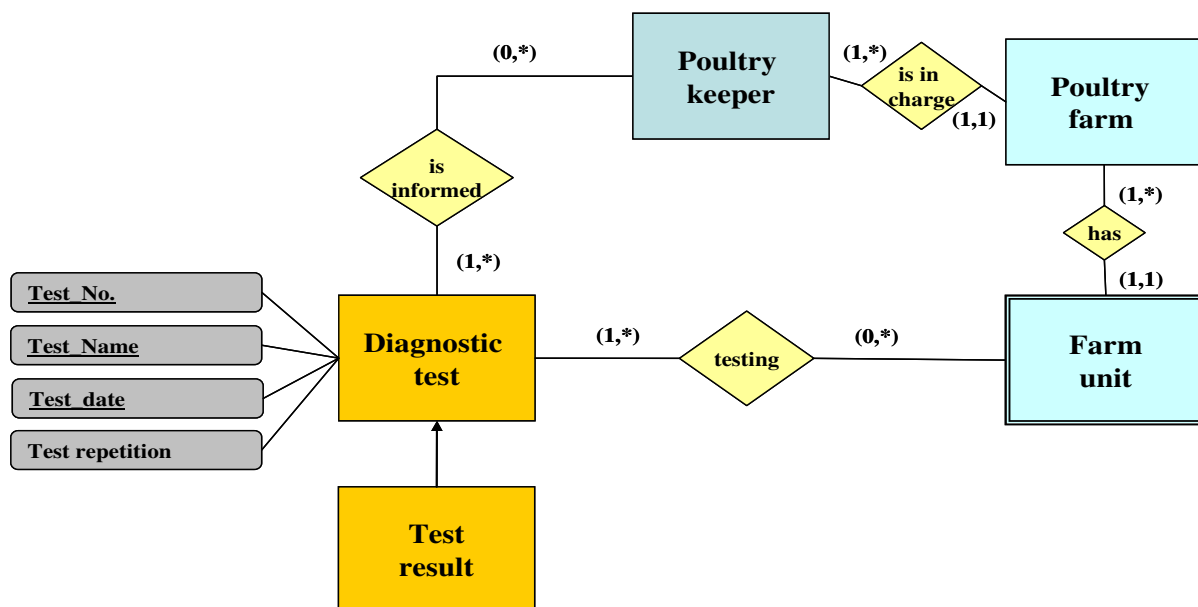 (0,*)
Poultry
keeper
(1,*)
is in
charge
(1,1)
Poultry
farm
is
informed
(1,*)
has
(1,*)
(1,1)
Test_No.
Test_Name
Test_date
Test repetition
Diagnostic
test
(1,*)
testing
(0,*)
Farm
unit
Test
result